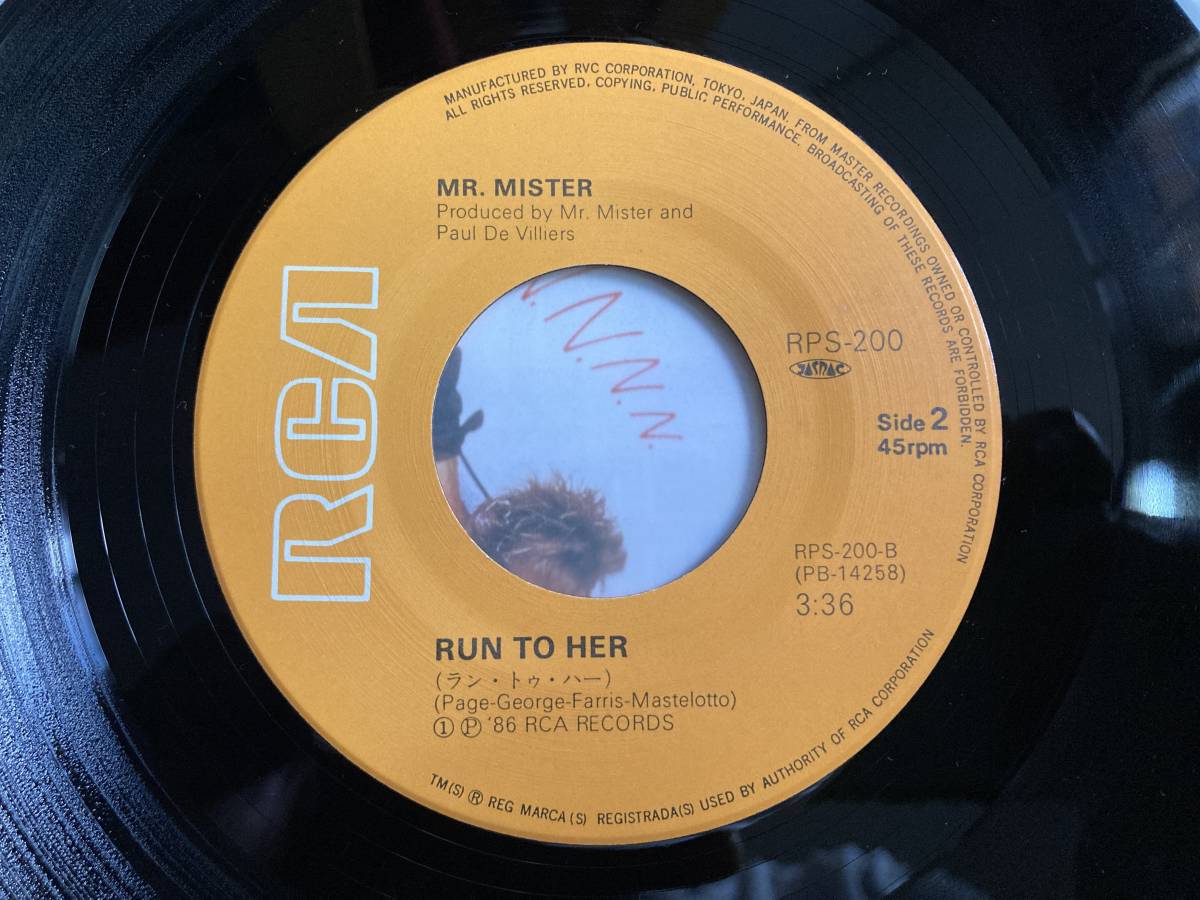 MANUFACTURED BY RVC CORPORATION, TOKYO, JAPAN, FROM MASTER RECORDINGS OWNED OR CONTROLLED BY RCA CORPORATION
ALL RIGHTS RESERVED, COPYING, PUBLIC PERFORMANCE, BROADCASTING OF THESE RECORDS ARE FORBIDDEN.
MR. MISTER
Produced by Mr. Mister and
Paul De Villiers
RCA
N.N.N.N.
RPS-200
JASRAC
Side 2
45rpm
RPS-200-B
(PB-14258)
3:36
RUN TO HER
(ラン・トゥ・ハー)
(Page-George-Farris-Mastelotto)
① Ⓟ '86 RCA RECORDS
TM(S) ® REG MARCA(S) REGISTRADA(S) USED BY AUTHORITY OF RCA CORPORATION